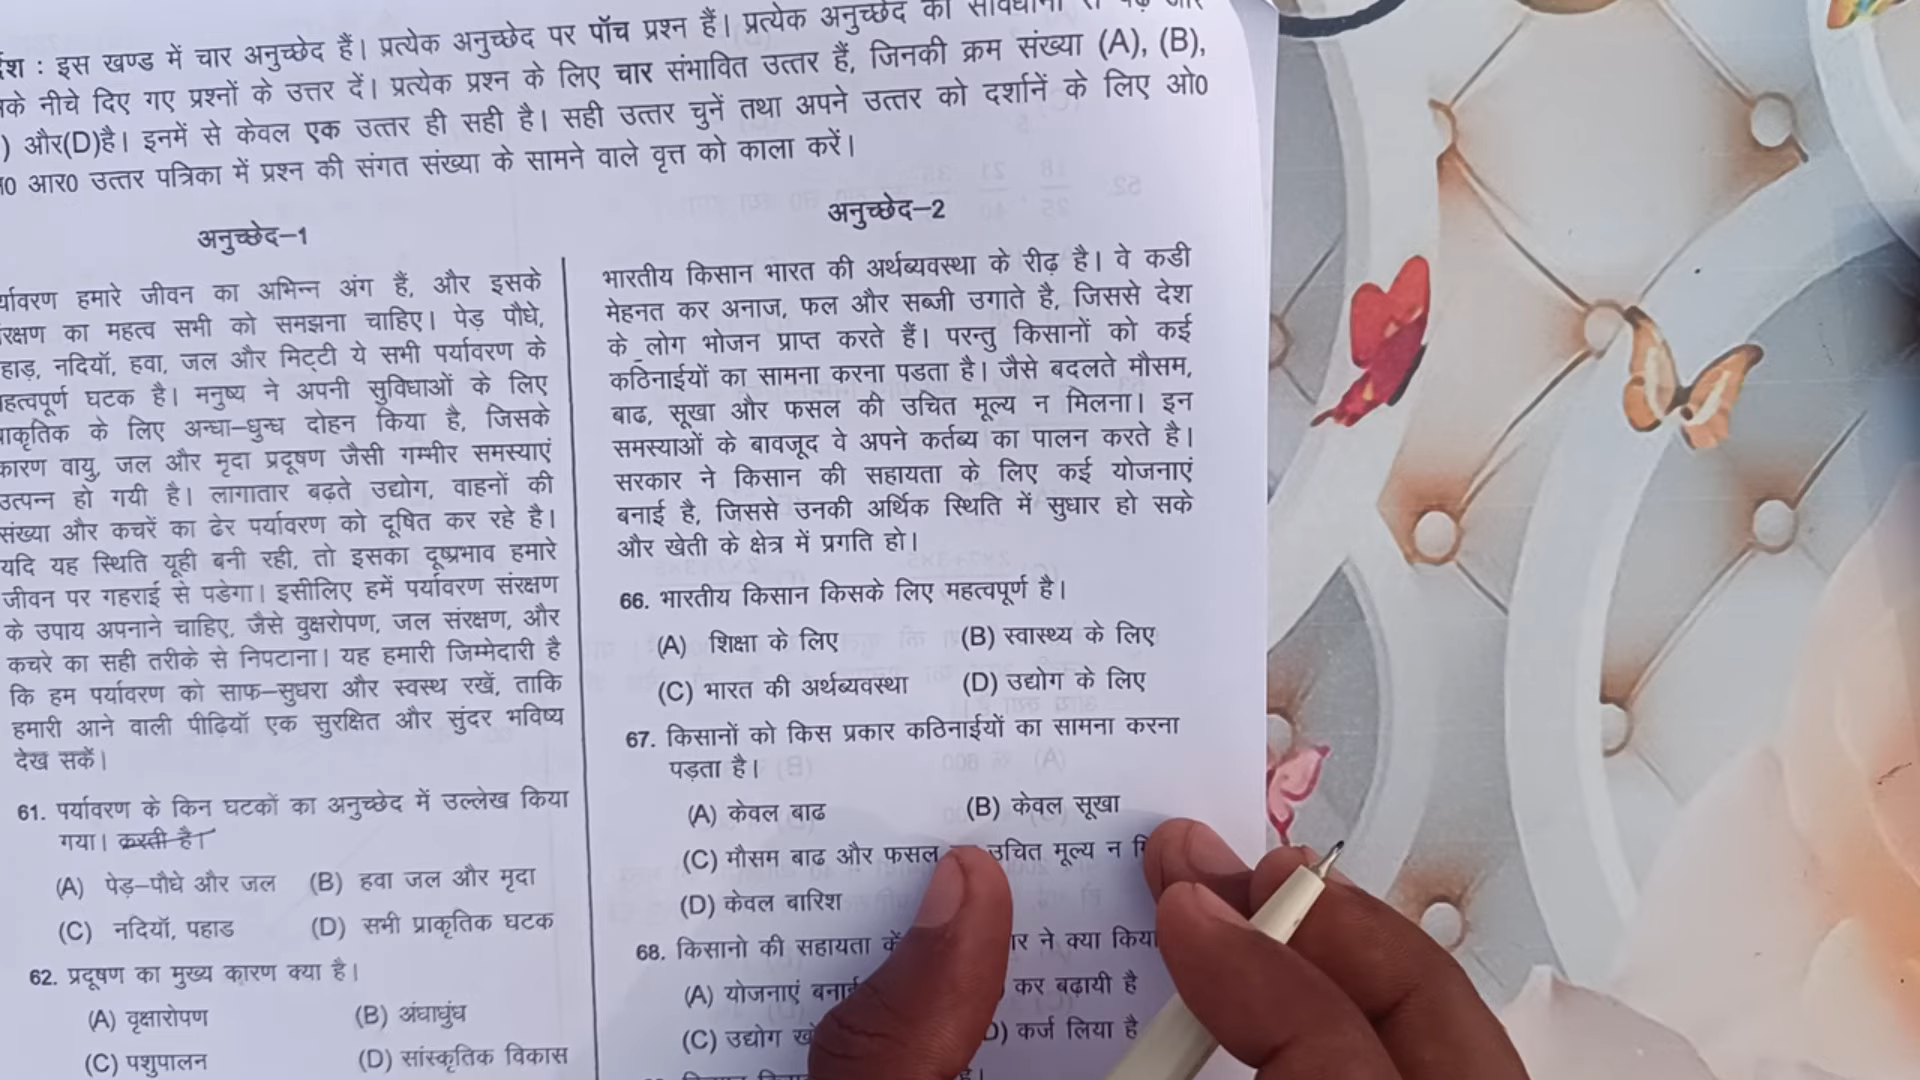 इस खण्ड में चार अनुच्छेद हैं। प्रत्येक अनुच्छेद पर पॉच प्रश्न हैं। प्रत्येक अनुच्छेद को
के नीचे दिए गए प्रश्नों के उत्तर दें। प्रत्येक प्रश्न के लिए चार संभावित उत्तर हैं, जिनकी क्रम संख्या (A), (B),
) और(D)है। इनमें से केवल एक उत्तर ही सही है। सही उत्तर चुनें तथा अपने उत्तर को दर्शानें के लिए ओ0
आर0 उत्तर पत्रिका में प्रश्न की संगत संख्या के सामने वाले वृत्त को काला करें।
अनुच्छेद–1
हमारे जीवन का अभिन्न अंग हैं, और इसके
का महत्व सभी को समझना चाहिए। पेड़ पौधे,
नदियॉ, हवा, जल और मिट्टी ये सभी पर्यावरण के
घटक है। मनुष्य ने अपनी सुविधाओं के लिए
के लिए अन्धा–धुन्ध दोहन किया है, जिसके
कारण वायु, जल और मृदा प्रदूषण जैसी गम्भीर समस्याएं
उत्पन्न हो गयी है। लागातार बढ़ते उद्योग, वाहनों की
संख्या और कचरें का ढेर पर्यावरण को दूषित कर रहे है।
यदि यह स्थिति यूही बनी रही, तो इसका दूष्प्रभाव हमारे
जीवन पर गहराई से पडेगा। इसीलिए हमें पर्यावरण संरक्षण
के उपाय अपनाने चाहिए, जैसे वुक्षरोपण, जल संरक्षण, और
कचरे का सही तरीके से निपटाना। यह हमारी जिम्मेदारी है
कि हम पर्यावरण को साफ–सुथरा और स्वस्थ रखें, ताकि
हमारी आने वाली पीढ़ियॉ एक सुरक्षित और सुंदर भविष्य
देख सकें।
61. पर्यावरण के किन घटकों का अनुच्छेद में उल्लेख किया
गया। करती है।
(A) पेड़–पौधे और जल (B) हवा जल और मृदा
(C) नदियॉ, पहाड (D) सभी प्राकृतिक घटक
62. प्रदूषण का मुख्य कारण क्या है।
(A) वृक्षारोपण (B) अंधाधुंध
(C) पशुपालन (D) सांस्कृतिक विकास
अनुच्छेद–2
भारतीय किसान भारत की अर्थब्यवस्था के रीढ़ है। वे कडी
मेहनत कर अनाज, फल और सब्जी उगाते है, जिससे देश
के लोग भोजन प्राप्त करते हैं। परन्तु किसानों को कई
कठिनाईयों का सामना करना पडता है। जैसे बदलते मौसम,
बाढ, सूखा और फसल की उचित मूल्य न मिलना। इन
समस्याओं के बावजूद वे अपने कर्तब्य का पालन करते है।
सरकार ने किसान की सहायता के लिए कई योजनाएं
बनाई है, जिससे उनकी अर्थिक स्थिति में सुधार हो सके
और खेती के क्षेत्र में प्रगति हो।
66. भारतीय किसान किसके लिए महत्वपूर्ण है।
(A) शिक्षा के लिए (B) स्वास्थ्य के लिए
(C) भारत की अर्थब्यवस्था (D) उद्योग के लिए
67. किसानों को किस प्रकार कठिनाईयों का सामना करना
पड़ता है।
(A) केवल बाढ (B) केवल सूखा
(C) मौसम बाढ और फसल उचित मूल्य न
(D) केवल बारिश
68. किसानो की सहायता ने क्या किया
(A) योजनाएं कर बढ़ायी है
(C) उद्योग कर्ज लिया है